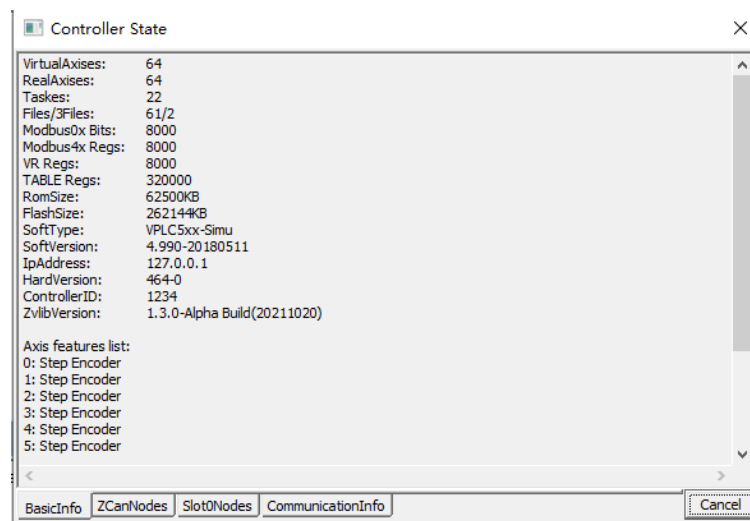 Controller State
VirtualAxises: 64
RealAxises: 64
Taskes: 22
Files/3Files: 61/2
Modbus0x Bits: 8000
Modbus4x Regs: 8000
VR Regs: 8000
TABLE Regs: 320000
RomSize: 62500KB
FlashSize: 262144KB
SoftType: VPLC5xx-Simu
SoftVersion: 4.990-20180511
IpAddress: 127.0.0.1
HardVersion: 464-0
ControllerID: 1234
ZvlibVersion: 1.3.0-Alpha Build(20211020)
Axis features list:
0: Step Encoder
1: Step Encoder
2: Step Encoder
3: Step Encoder
4: Step Encoder
5: Step Encoder
BasicInfo ZCanNodes Slot0Nodes CommunicationInfo Cancel